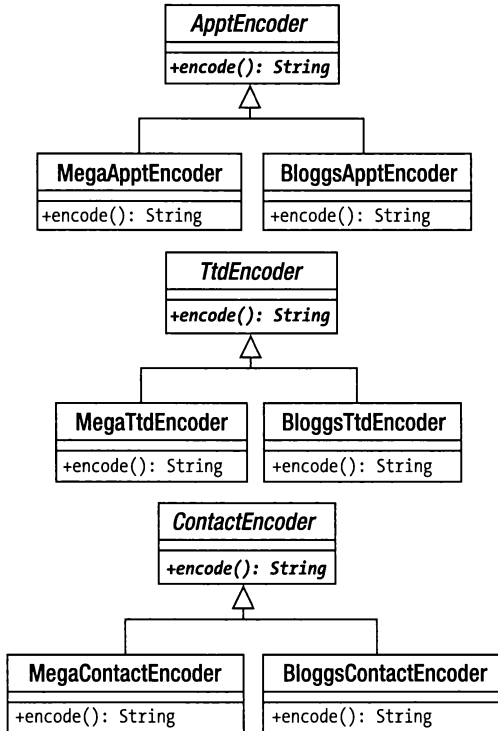 ApptEncoder
+encode(): String
MegaApptEncoder
BloggsApptEncoder
+encode(): String
+encode(): String
TtdEncoder
+encode(): String
MegaTtdEncoder
BloggsTtdEncoder
+encode(): String
+encode(): String
ContactEncoder
+encode(): String
MegaContactEncoder
BloggsContactEncoder
+encode(): String
+encode(): String